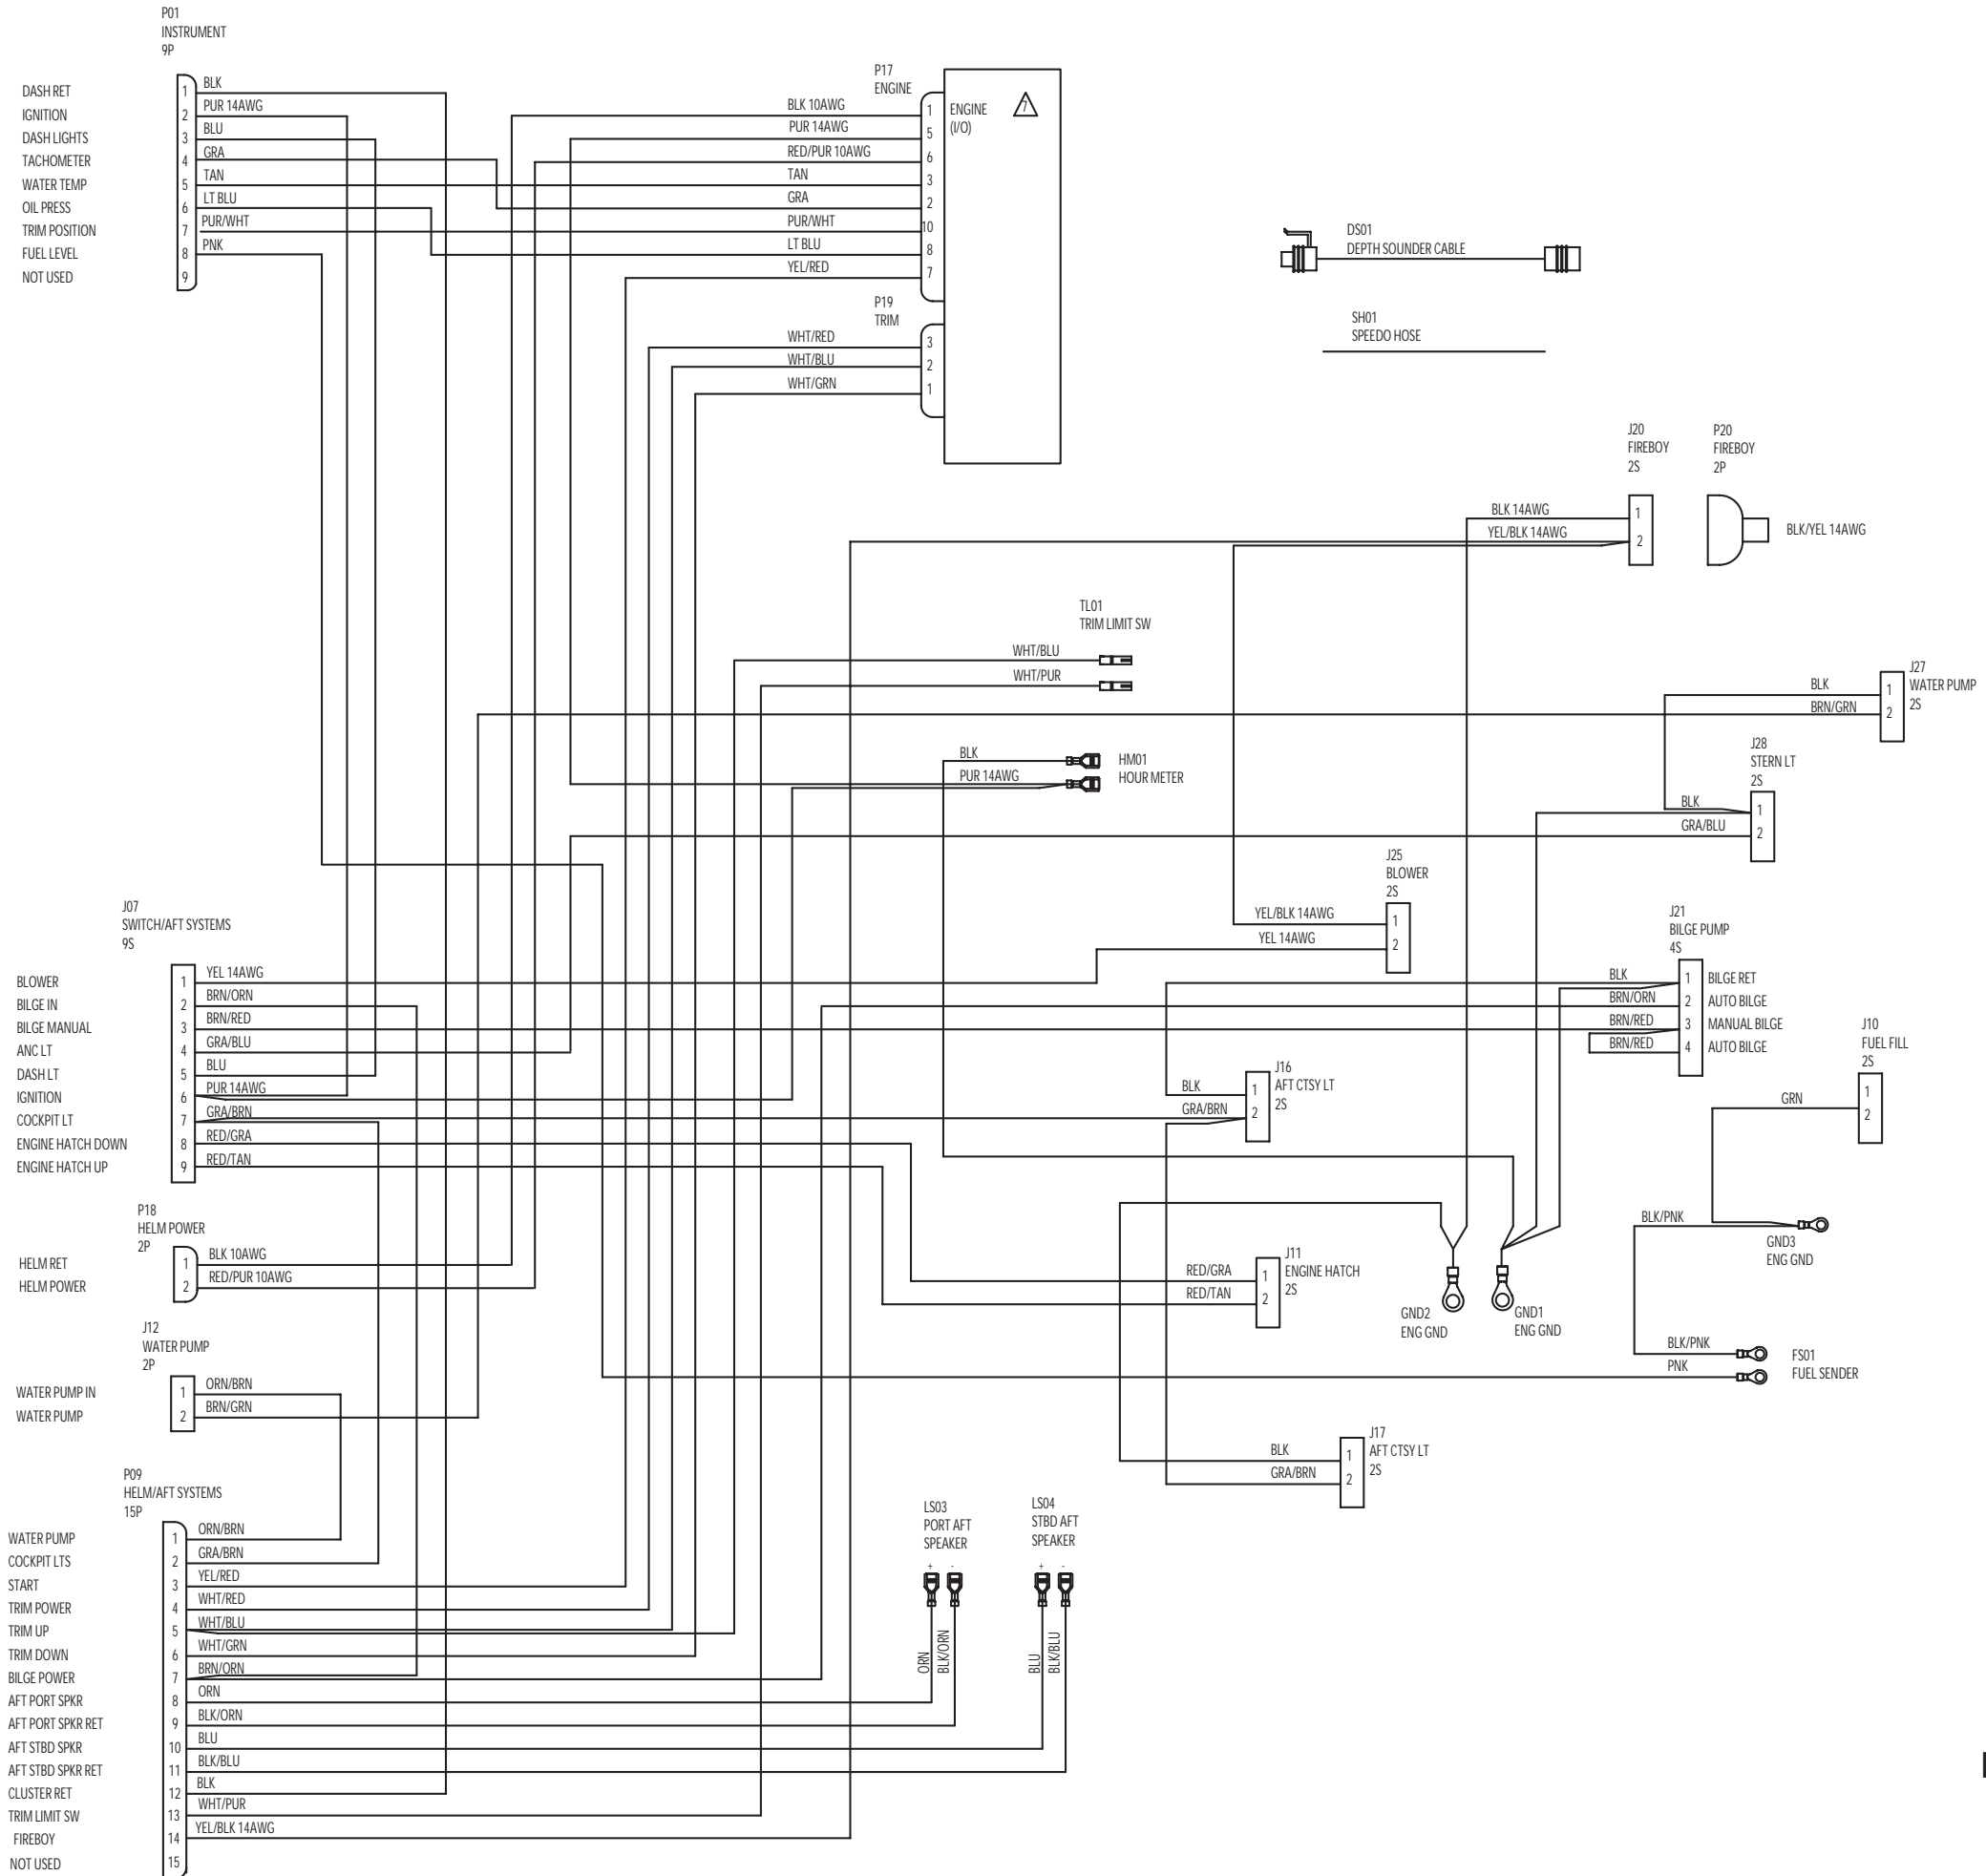 P01
INSTRUMENT
9P
DASH RET
IGNITION
DASH LIGHTS
TACHOMETER
WATER TEMP
OIL PRESS
TRIM POSITION
FUEL LEVEL
NOT USED
1 BLK
2 PUR 14AWG
3 BLU
4 GRA
5 TAN
6 LT BLU
7 PUR/WHT
8 PNK
9
P17
ENGINE
BLK 10AWG 1
PUR 14AWG 5
RED/PUR 10AWG 6
TAN 3
GRA 2
PUR/WHT 10
LT BLU 8
YEL/RED 7
ENGINE
(I/O)
7
P19
TRIM
WHT/RED 3
WHT/BLU 2
WHT/GRN 1
DS01
DEPTH SOUNDER CABLE
SH01
SPEEDO HOSE
J20
FIREBOY
2S
BLK 14AWG 1
YEL/BLK 14AWG 2
P20
FIREBOY
2P
BLK/YEL 14AWG
TL01
TRIM LIMIT SW
WHT/BLU
WHT/PUR
J27
WATER PUMP
2S
BLK 1
BRN/GRN 2
HM01
HOUR METER
BLK
PUR 14AWG
J28
STERN LT
2S
BLK 1
GRA/BLU 2
J25
BLOWER
2S
YEL/BLK 14AWG 1
YEL 14AWG 2
J07
SWITCH/AFT SYSTEMS
9S
BLOWER
BILGE IN
BILGE MANUAL
ANC LT
DASH LT
IGNITION
COCKPIT LT
ENGINE HATCH DOWN
ENGINE HATCH UP
1 YEL 14AWG
2 BRN/ORN
3 BRN/RED
4 GRA/BLU
5 BLU
6 PUR 14AWG
7 GRA/BRN
8 RED/GRA
9 RED/TAN
J21
BILGE PUMP
4S
BLK 1 BILGE RET
BRN/ORN 2 AUTO BILGE
BRN/RED 3 MANUAL BILGE
BRN/RED 4 AUTO BILGE
J10
FUEL FILL
2S
1
GRN 2
J16
AFT CTSY LT
2S
BLK 1
GRA/BRN 2
P18
HELM POWER
2P
HELM RET
HELM POWER
1 BLK 10AWG
2 RED/PUR 10AWG
BLK/PNK
GND3
ENG GND
J11
ENGINE HATCH
2S
RED/GRA 1
RED/TAN 2
GND2
ENG GND
GND1
ENG GND
BLK/PNK
PNK
FS01
FUEL SENDER
J12
WATER PUMP
2P
WATER PUMP IN
WATER PUMP
1 ORN/BRN
2 BRN/GRN
J17
AFT CTSY LT
2S
BLK 1
GRA/BRN 2
P09
HELM/AFT SYSTEMS
15P
WATER PUMP
COCKPIT LTS
START
TRIM POWER
TRIM UP
TRIM DOWN
BILGE POWER
AFT PORT SPKR
AFT PORT SPKR RET
AFT STBD SPKR
AFT STBD SPKR RET
CLUSTER RET
TRIM LIMIT SW
FIREBOY
NOT USED
1 ORN/BRN
2 GRA/BRN
3 YEL/RED
4 WHT/RED
5 WHT/BLU
6 WHT/GRN
7 BRN/ORN
8 ORN
9 BLK/ORN
10 BLU
11 BLK/BLU
12 BLK
13 WHT/PUR
14 YEL/BLK 14AWG
15
LS03
PORT AFT
SPEAKER
+ -
ORN
BLK/ORN
LS04
STBD AFT
SPEAKER
+ -
BLU
BLK/BLU